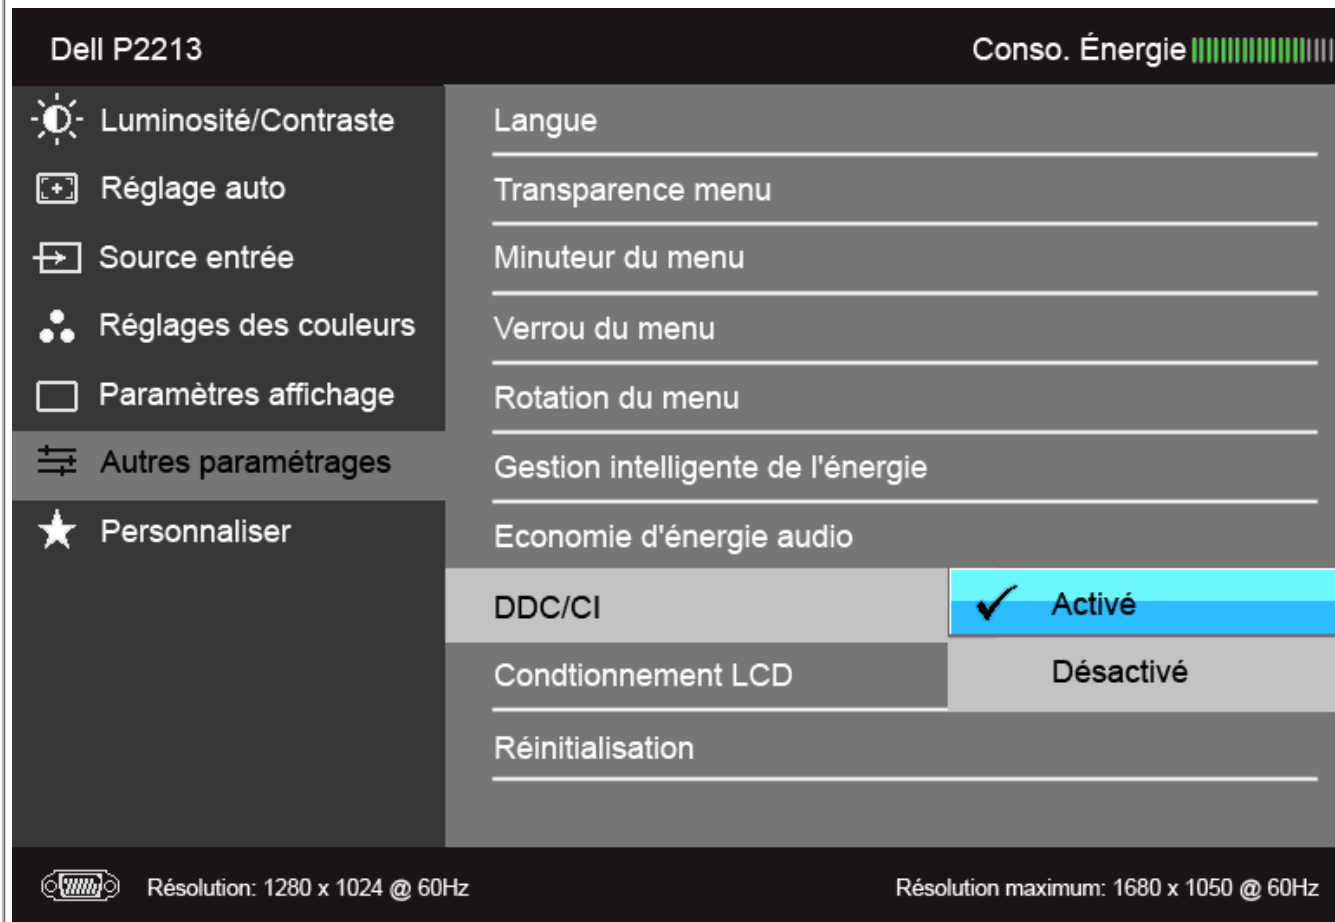 Dell P2213
Conso. Énergie
Luminosité/Contraste
Réglage auto
Source entrée
Réglages des couleurs
Paramètres affichage
Autres paramétrages
Personnaliser
Langue
Transparence menu
Minuteur du menu
Verrou du menu
Rotation du menu
Gestion intelligente de l'énergie
Economie d'énergie audio
DDC/CI
Activé
Désactivé
Condtionnement LCD
Réinitialisation
Résolution: 1280 x 1024 @ 60Hz
Résolution maximum: 1680 x 1050 @ 60Hz